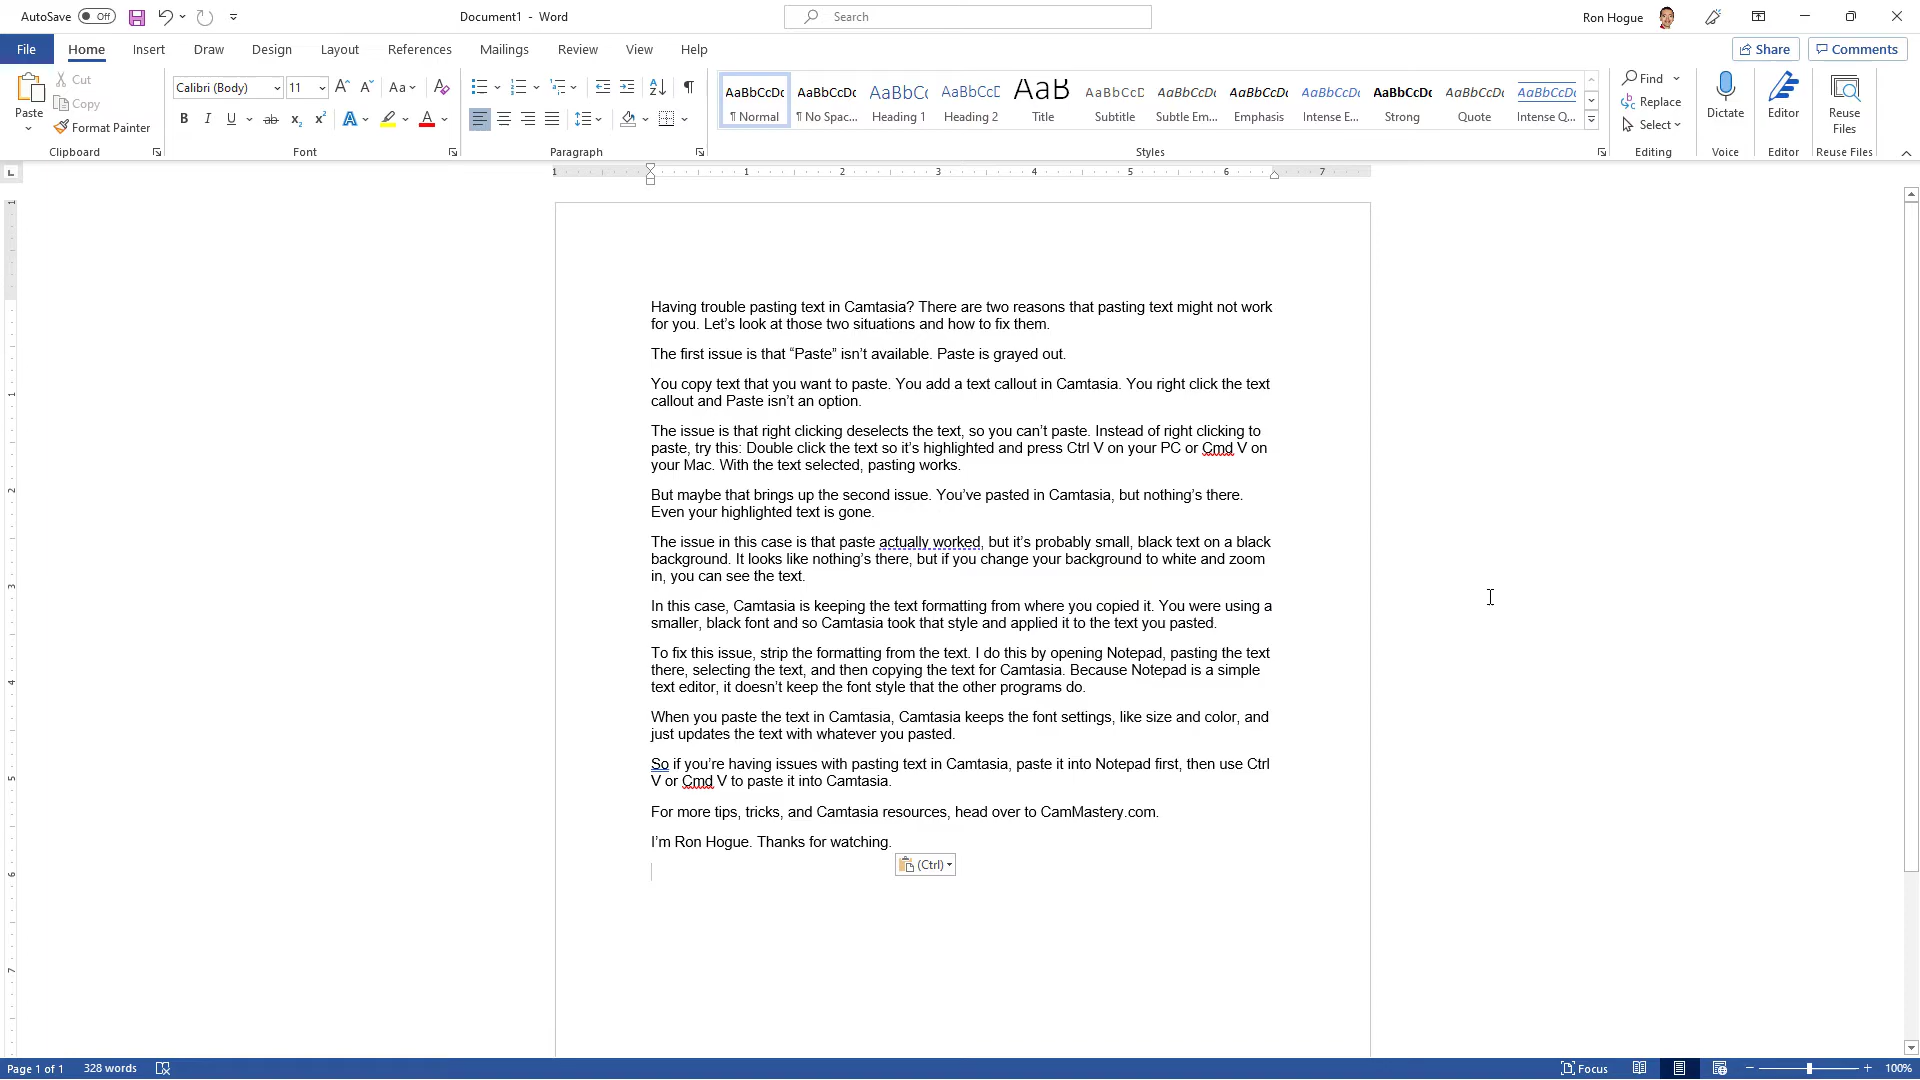 AutoSave Off
Document1 - Word
Search
Ron Hogue
File Home Insert Draw Design Layout References Mailings Review View Help
Share Comments
Paste
Cut
Copy
Format Painter
Clipboard
Calibri (Body) 11
Font
Paragraph
AaBbCcDc AaBbCcDc AaBbCc AaBbCcD AaB AaBbCcD AaBbCcDc AaBbCcDc AaBbCcDc AaBbCcDc AaBbCcDc AaBbCcDc
¶ Normal ¶ No Spac... Heading 1 Heading 2 Title Subtitle Subtle Em... Emphasis Intense E... Strong Quote Intense Q...
Styles
Find
Replace
Select
Editing
Dictate
Voice
Editor
Editor
Reuse
Files
Reuse Files
1 1 2 3 4 5 6 7
1 1 2 3 4 5 6 7
Having trouble pasting text in Camtasia? There are two reasons that pasting text might not work
for you. Let’s look at those two situations and how to fix them.
The first issue is that “Paste” isn’t available. Paste is grayed out.
You copy text that you want to paste. You add a text callout in Camtasia. You right click the text
callout and Paste isn’t an option.
The issue is that right clicking deselects the text, so you can’t paste. Instead of right clicking to
paste, try this: Double click the text so it’s highlighted and press Ctrl V on your PC or Cmd V on
your Mac. With the text selected, pasting works.
But maybe that brings up the second issue. You’ve pasted in Camtasia, but nothing’s there.
Even your highlighted text is gone.
The issue in this case is that paste actually worked, but it’s probably small, black text on a black
background. It looks like nothing’s there, but if you change your background to white and zoom
in, you can see the text.
In this case, Camtasia is keeping the text formatting from where you copied it. You were using a
smaller, black font and so Camtasia took that style and applied it to the text you pasted.
To fix this issue, strip the formatting from the text. I do this by opening Notepad, pasting the text
there, selecting the text, and then copying the text for Camtasia. Because Notepad is a simple
text editor, it doesn’t keep the font style that the other programs do.
When you paste the text in Camtasia, Camtasia keeps the font settings, like size and color, and
just updates the text with whatever you pasted.
So if you’re having issues with pasting text in Camtasia, paste it into Notepad first, then use Ctrl
V or Cmd V to paste it into Camtasia.
For more tips, tricks, and Camtasia resources, head over to CamMastery.com.
I’m Ron Hogue. Thanks for watching.
(Ctrl)
Page 1 of 1 328 words
Focus
100%